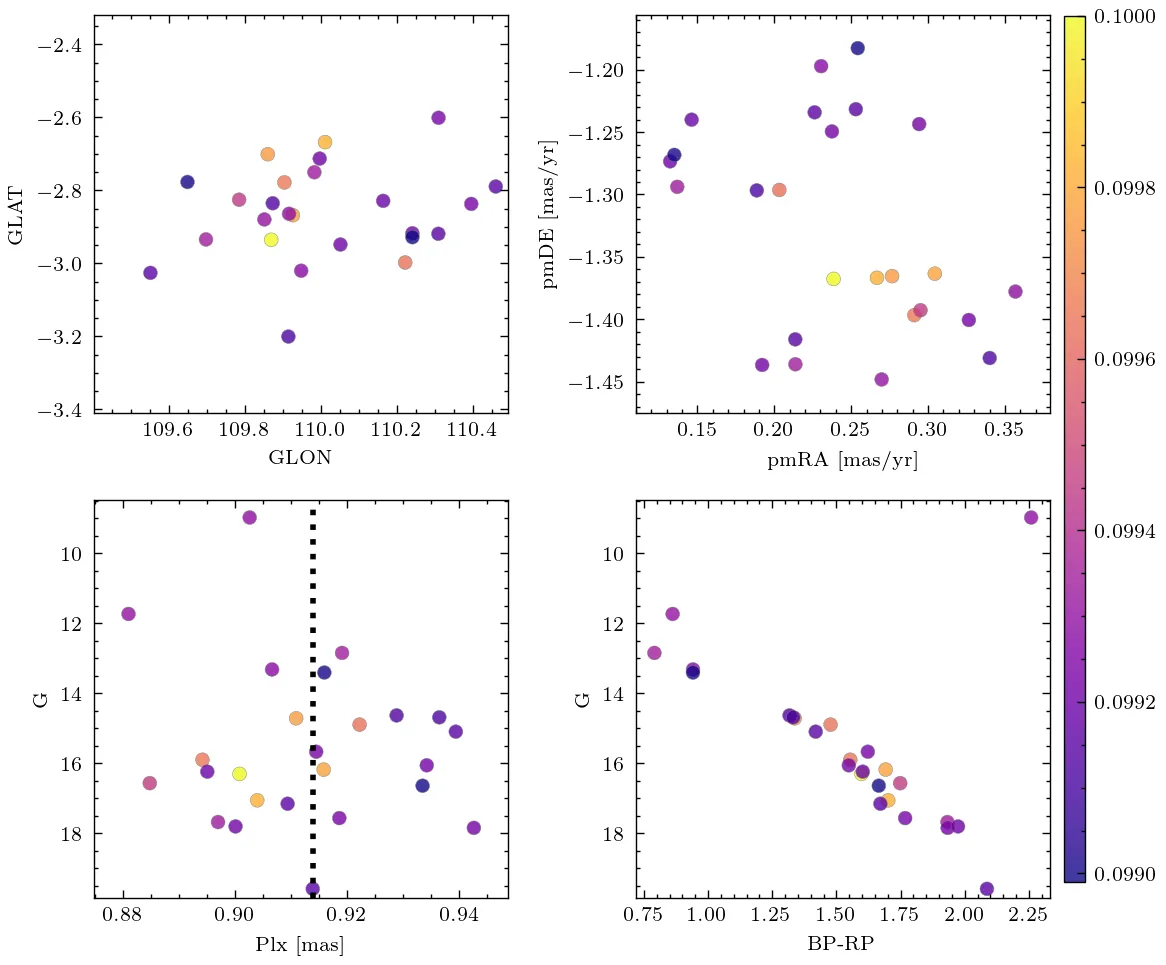 −2.4
−2.6
−2.8
−3.0
−3.2
−3.4
GLAT
109.6 109.8 110.0 110.2 110.4
GLON
−1.20
−1.25
−1.30
−1.35
−1.40
−1.45
pmDE [mas/yr]
0.15 0.20 0.25 0.30 0.35
pmRA [mas/yr]
10
12
14
16
18
G
0.88 0.90 0.92 0.94
Plx [mas]
10
12
14
16
18
G
0.75 1.00 1.25 1.50 1.75 2.00 2.25
BP-RP
0.1000
0.0998
0.0996
0.0994
0.0992
0.0990